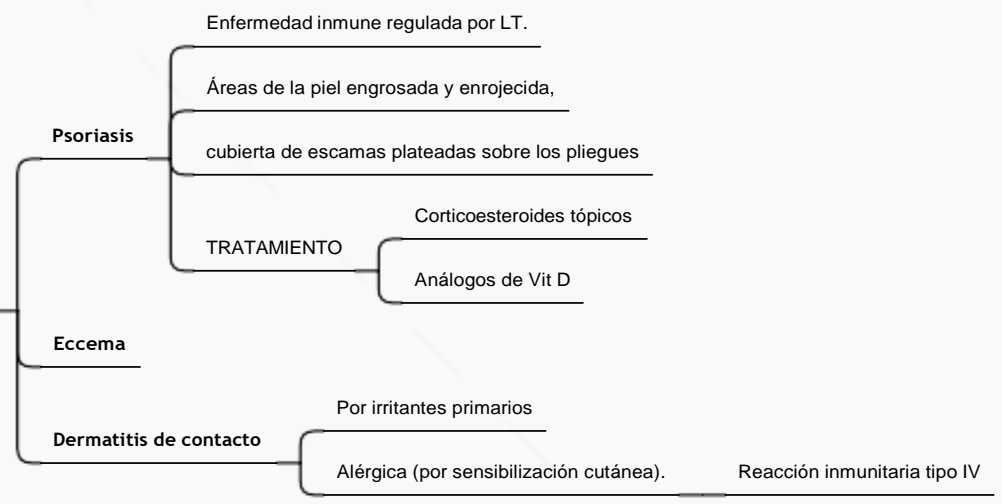 Enfermedad inmune regulada por LT.
Áreas de la piel engrosada y enrojecida,
Psoriasis
cubierta de escamas plateadas sobre los pliegues
Corticoesteroides tópicos
TRATAMIENTO
Análogos de Vit D
Eccema
Por irritantes primarios
Dermatitis de contacto
Alérgica (por sensibilización cutánea).
Reacción inmunitaria tipo IV